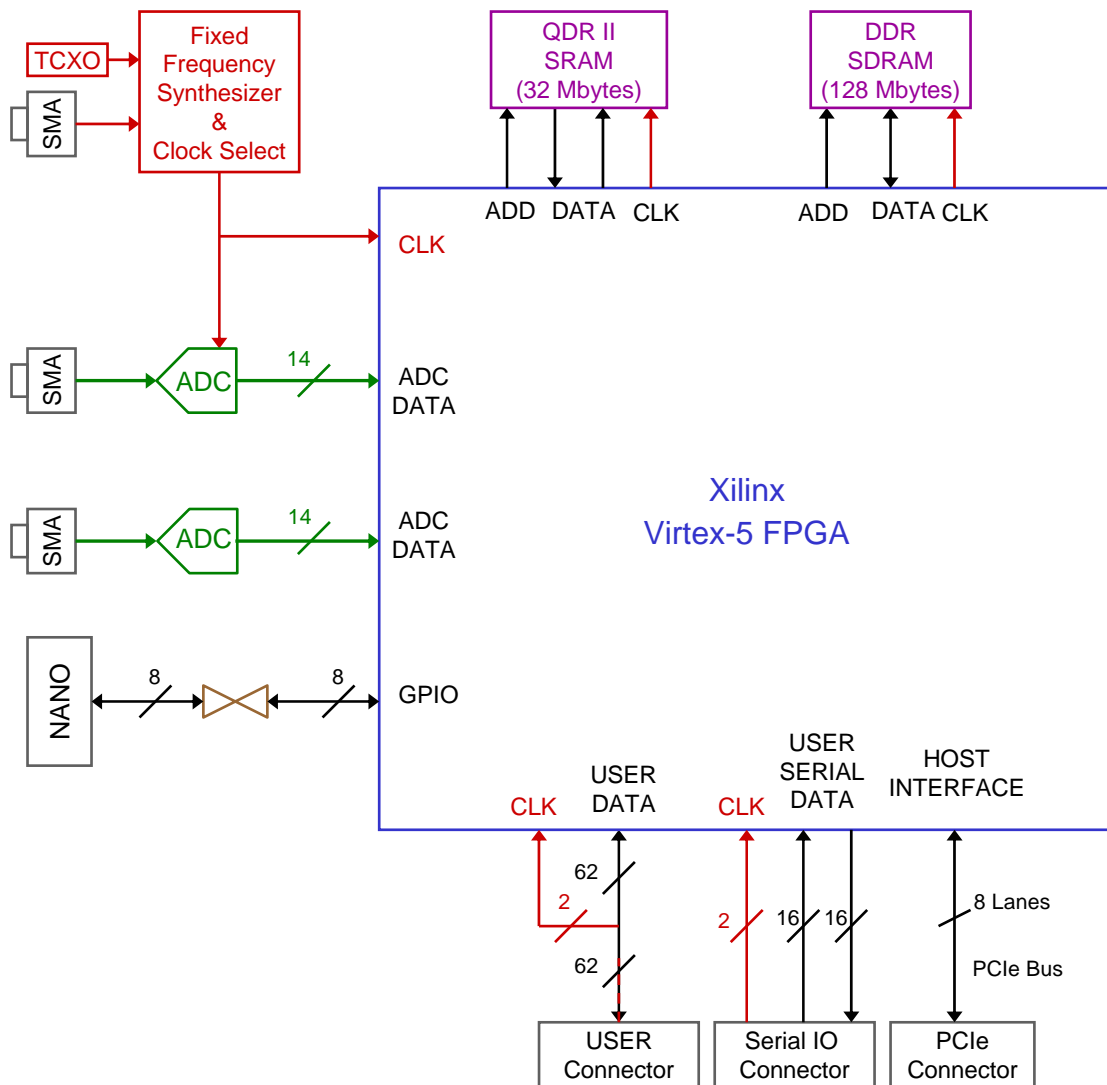 TCXO
SMA
Fixed
Frequency
Synthesizer
&
Clock Select
QDR II
SRAM
(32 Mbytes)
DDR
SDRAM
(128 Mbytes)
ADD DATA CLK
ADD DATA CLK
CLK
SMA
ADC
14
ADC
DATA
SMA
ADC
14
ADC
DATA
Xilinx
Virtex-5 FPGA
NANO
8
8
GPIO
CLK
USER
DATA
CLK
USER
SERIAL
DATA
HOST
INTERFACE
62
2
62
2
16
16
8 Lanes
PCIe Bus
USER
Connector
Serial IO
Connector
PCIe
Connector